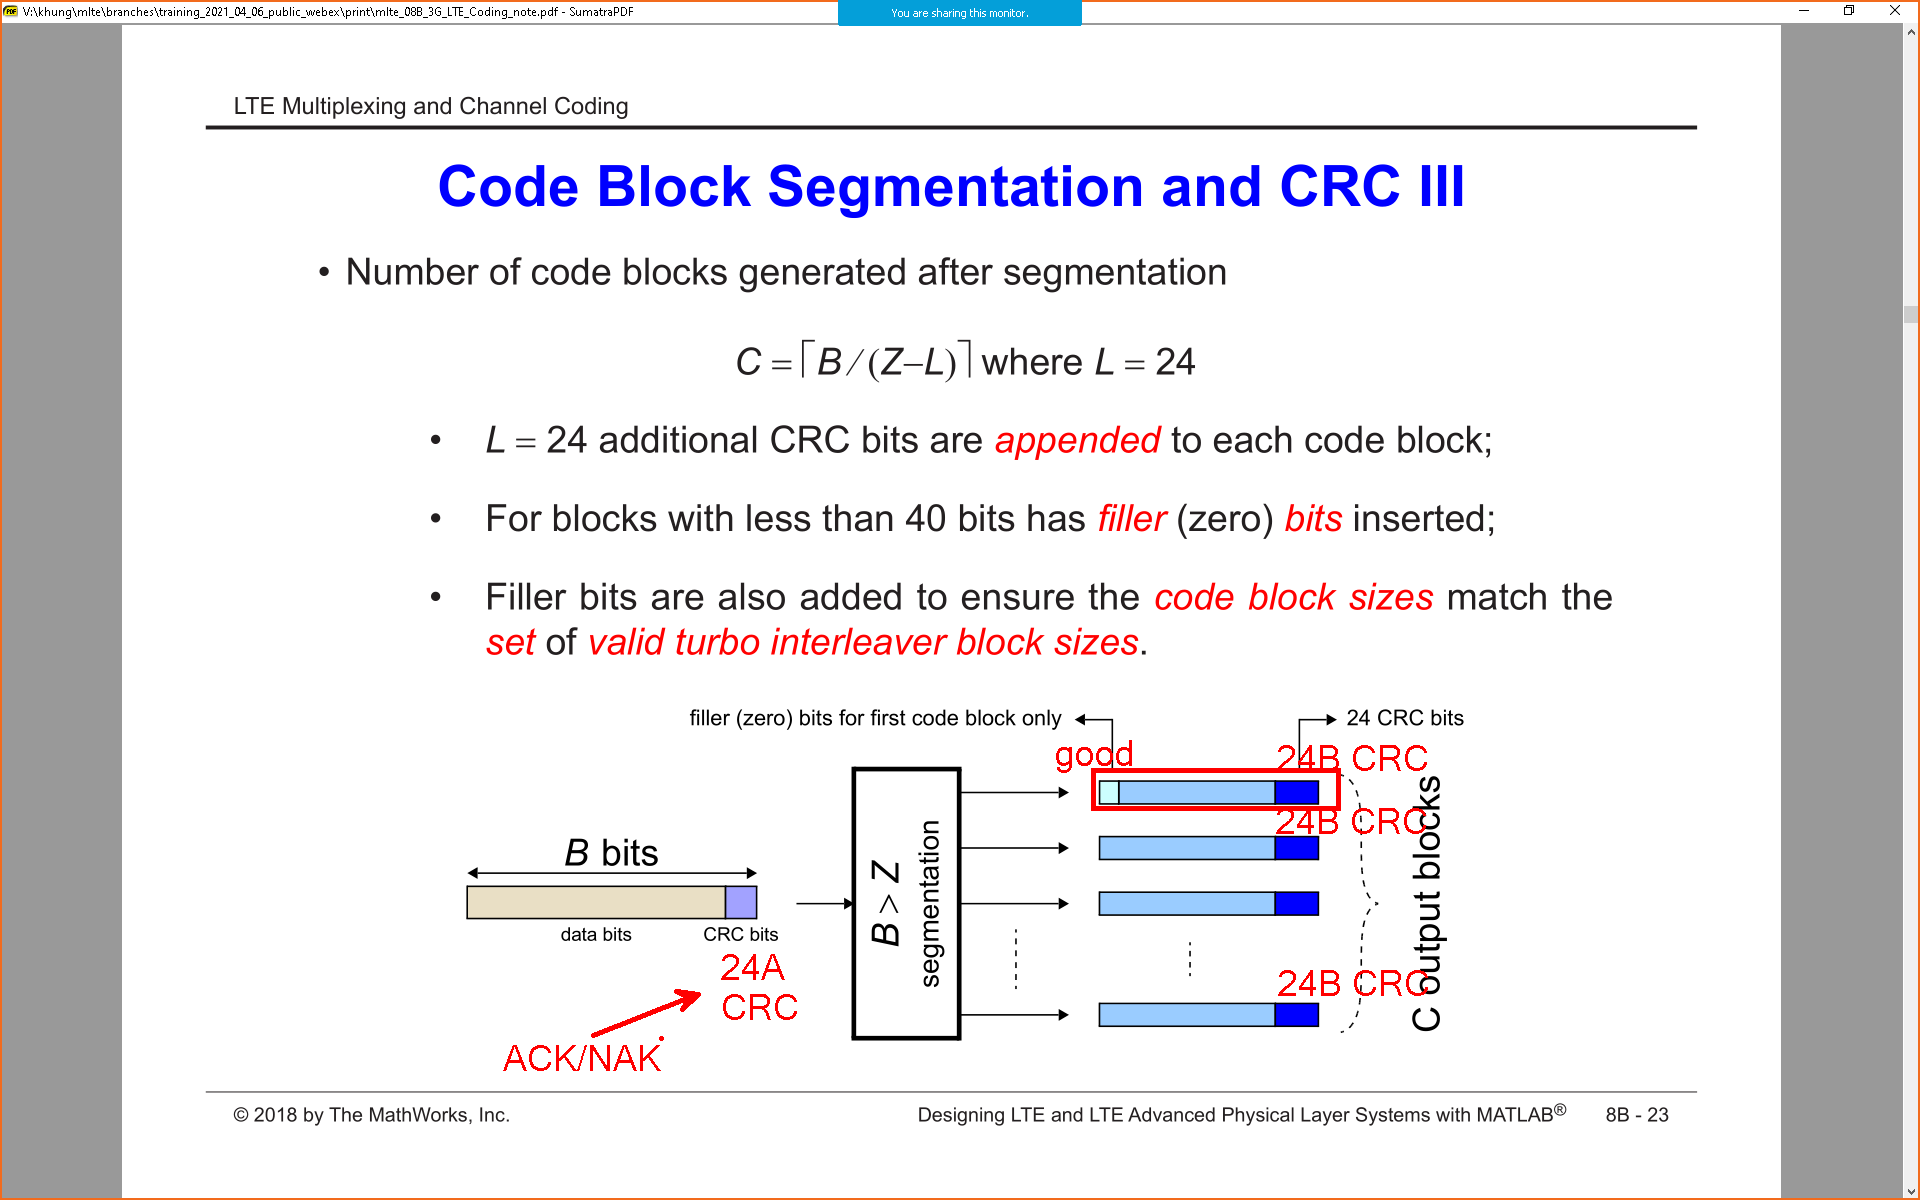 V:\khung\mlte\branches\training_2021_04_06_public_webex\print\mlte_08B_3G_LTE_Coding_note.pdf - SumatraPDF
You are sharing this monitor.
LTE Multiplexing and Channel Coding
Code Block Segmentation and CRC III
• Number of code blocks generated after segmentation
C = ⌈B / (Z–L)⌉ where L = 24
• L = 24 additional CRC bits are appended to each code block;
• For blocks with less than 40 bits has filler (zero) bits inserted;
• Filler bits are also added to ensure the code block sizes match the
set of valid turbo interleaver block sizes.
filler (zero) bits for first code block only
24 CRC bits
good
24B CRC
24B CRC
B bits
data bits
CRC bits
24A
CRC
ACK/NAK
B > Z
segmentation
24B CRC
C output blocks
© 2018 by The MathWorks, Inc.
Designing LTE and LTE Advanced Physical Layer Systems with MATLAB®
8B - 23